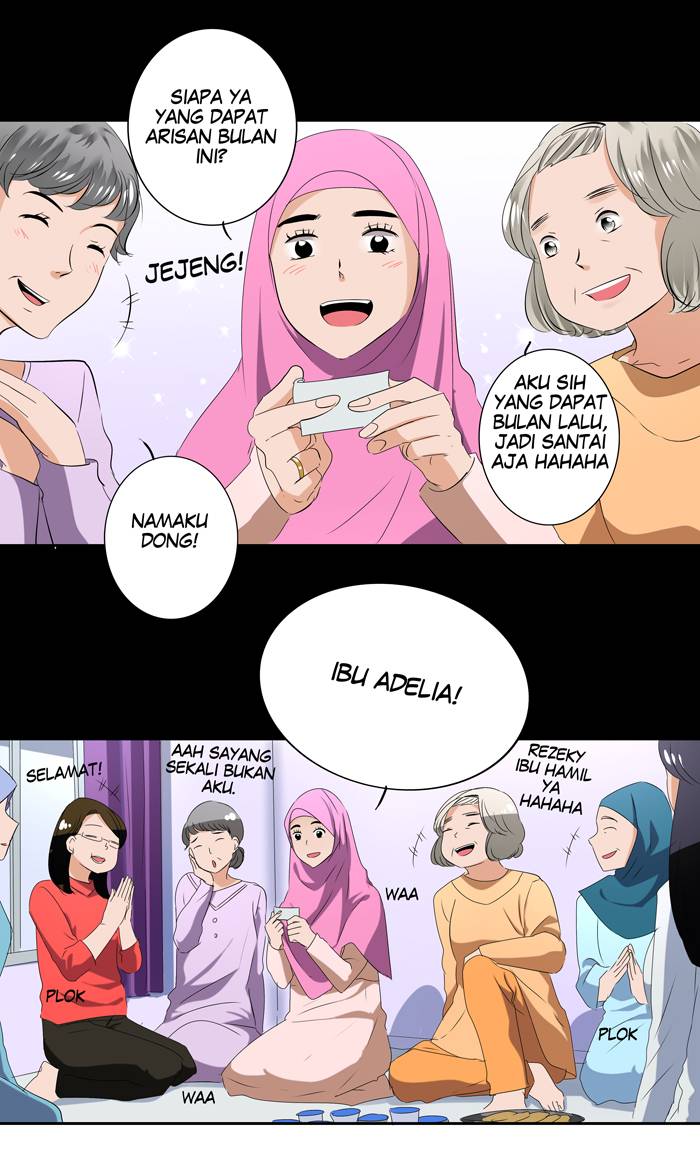 SIAPA YA
YANG DAPAT
ARISAN BULAN
INI?
JEJENG!
AKU SIH
YANG DAPAT
BULAN LALU,
JADI SANTAI
AJA HAHAHA
NAMAKU
DONG!
IBU ADELIA!
SELAMAT!
AAH SAYANG
SEKALI BUKAN
AKU.
REZEKY
IBU HAMIL
YA
HAHAHA
WAA
PLOK
PLOK
WAA